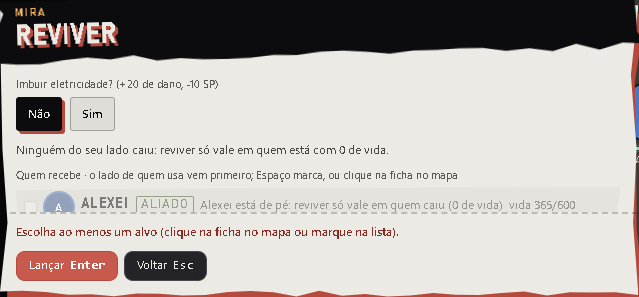 MIRA
REVIVER
Imbuir eletricidade? (+20 de dano, -10 SP)
Não Sim
Ninguém do seu lado caiu: reviver só vale em quem está com 0 de vida.
Quem recebe · o lado de quem usa vem primeiro; Espaço marca, ou clique na ficha no mapa
A ALEXEI ALIADO Alexei está de pé: reviver só vale em quem caiu (0 de vida) vida 365/600
Escolha ao menos um alvo (clique na ficha no mapa ou marque na lista).
Lançar Enter Voltar Esc